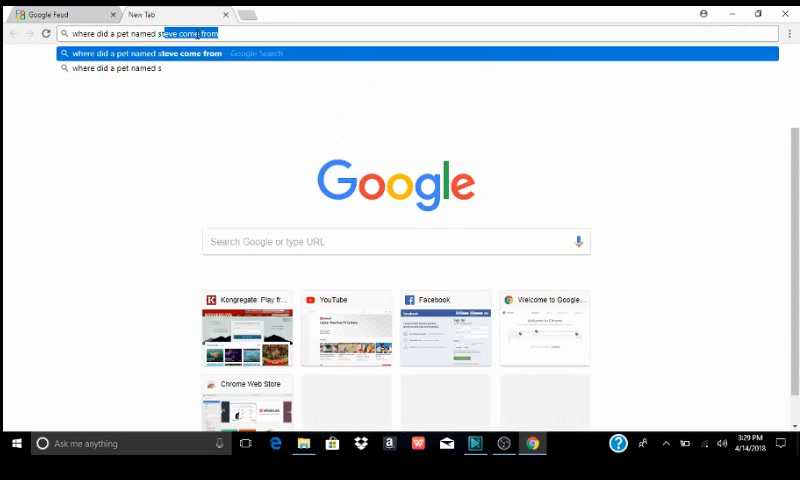 Google Feud
New Tab
where did a pet named steve come from
where did a pet named steve come from - Google Search
where did a pet named s
Google
Search Google or type URL
Kongregate: Play fr...
YouTube
Facebook
Welcome to Google...
Chrome Web Store
Ask me anything
3:29 PM
4/14/2018